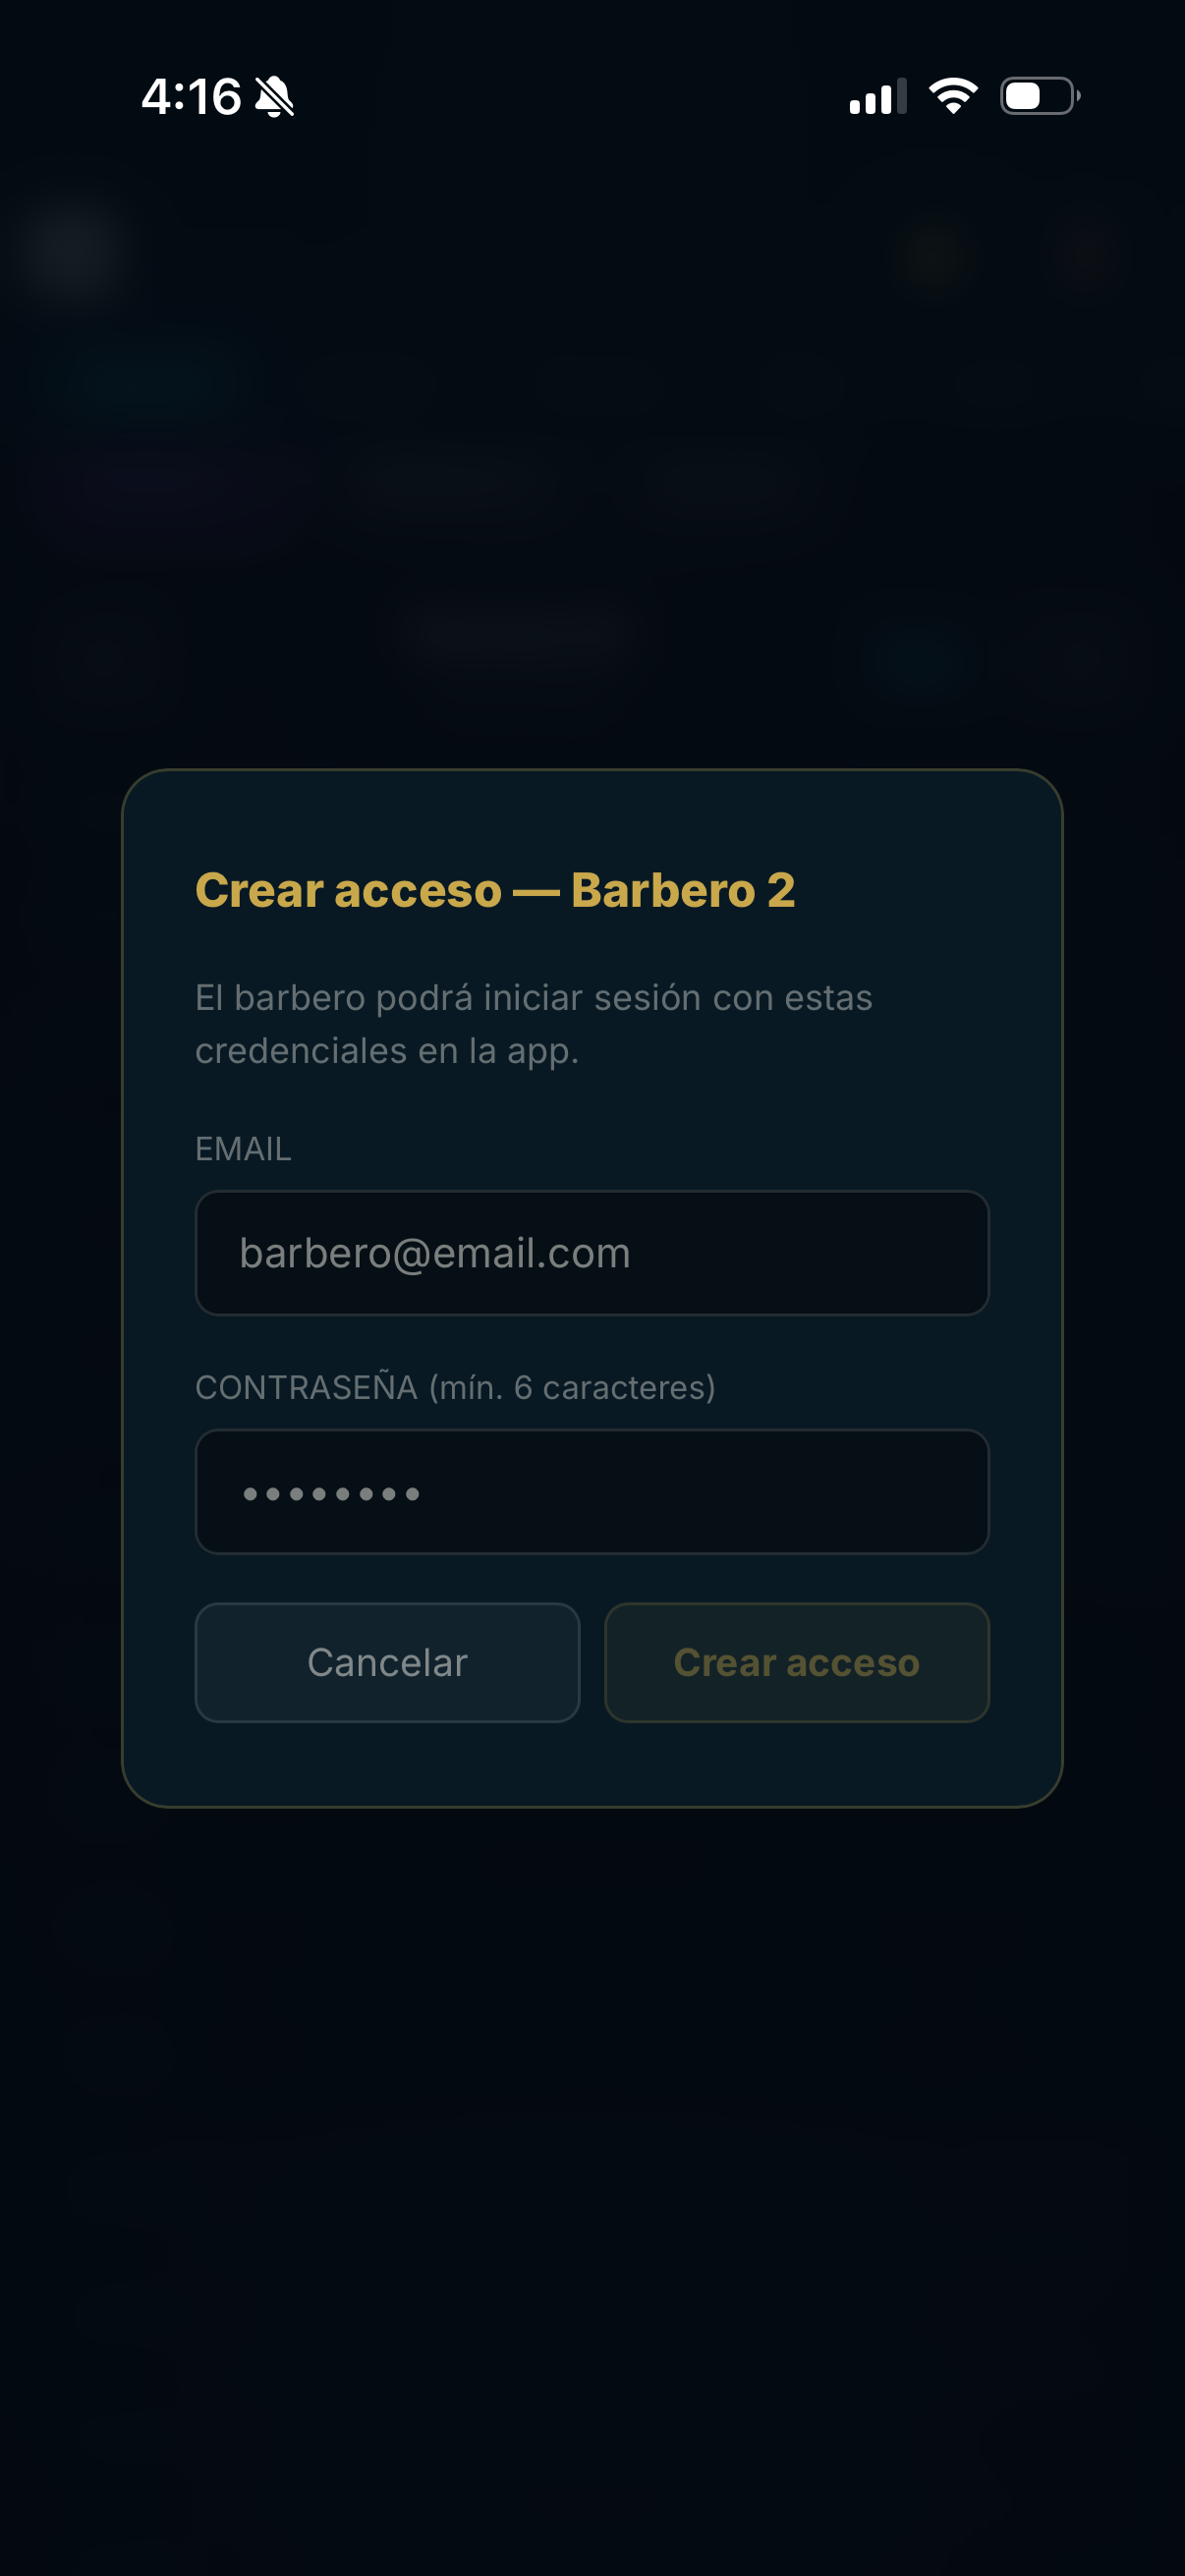 4:16
Crear acceso — Barbero 2
El barbero podrá iniciar sesión con estas
credenciales en la app.
EMAIL
barbero@email.com
CONTRASEÑA (mín. 6 caracteres)
••••••••
Cancelar
Crear acceso